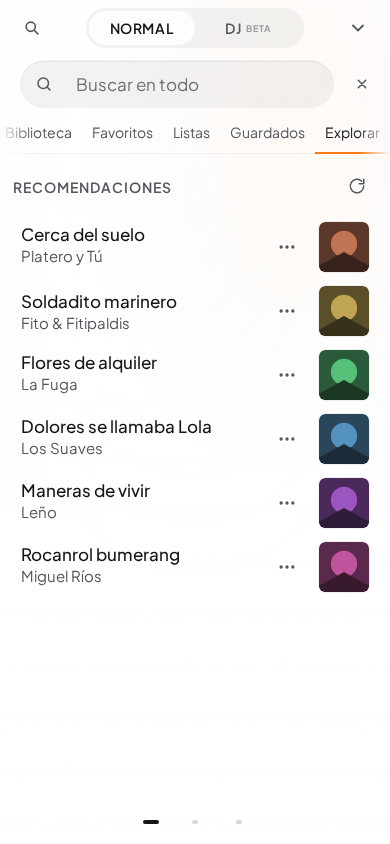 NORMAL
DJ BETA
Buscar en todo
Biblioteca Favoritos Listas Guardados Explorar
RECOMENDACIONES
Cerca del suelo
Platero y Tú
Soldadito marinero
Fito & Fitipaldis
Flores de alquiler
La Fuga
Dolores se llamaba Lola
Los Suaves
Maneras de vivir
Leño
Rocanrol bumerang
Miguel Ríos